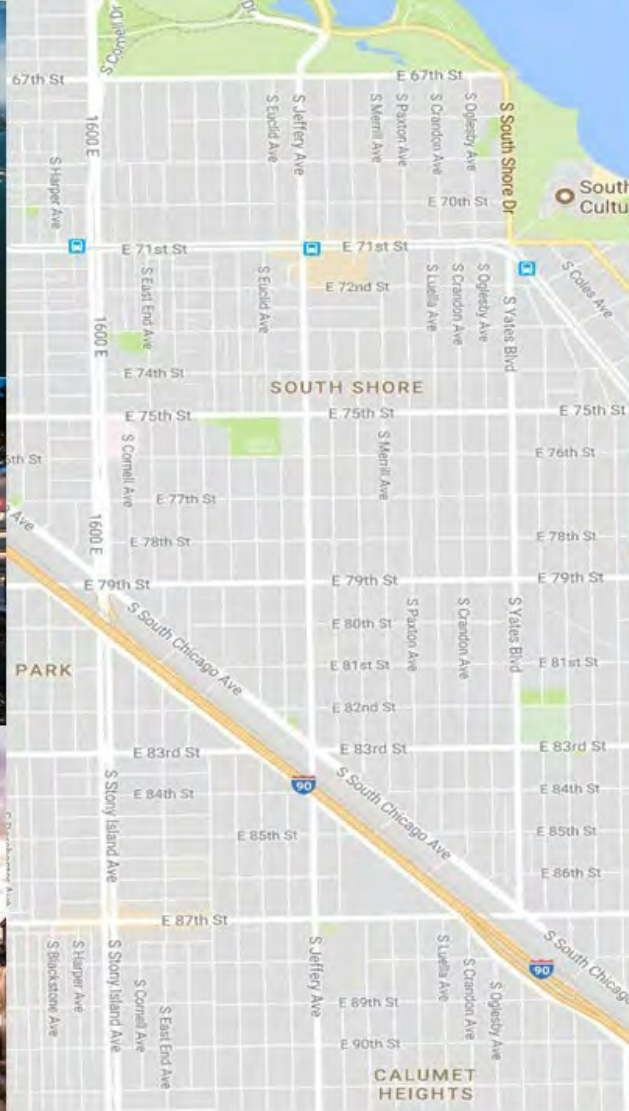 S Cornell Dr
Dr
67th St
E 67th St
1600 E
S Harper Ave
S Euclid Ave
S Jeffery Ave
S Merrill Ave
S Paxton Ave
S Crandon Ave
S Oglesby Ave
S South Shore Dr
E 70th St
South
Cultu
E 71st St
E 71st St
S East End Ave
S Euclid Ave
E 72nd St
S Luella Ave
S Crandon Ave
S Oglesby Ave
S Yates Blvd
S Coles Ave
1600 E
E 74th St
SOUTH SHORE
E 75th St
E 75th St
E 75th St
S Cornell Ave
S Merrill Ave
E 76th St
E 77th St
Ave
1600 E
E 78th St
E 78th St
E 79th St
E 79th St
E 79th St
S South Chicago Ave
E 80th St
S Paxton Ave
S Crandon Ave
S Yates Blvd
PARK
E 81st St
E 81st St
E 82nd St
E 83rd St
E 83rd St
E 83rd St
90
S South Chicago Ave
S Stony Island Ave
E 84th St
E 84th St
E 85th St
E 85th St
E 86th St
E 87th St
S Blackstone Ave
S Harper Ave
S Stony Island Ave
S Cornell Ave
S East End Ave
S Jeffery Ave
S Luella Ave
S Crandon Ave
S Oglesby Ave
S South Chicago
90
E 89th St
E 90th St
CALUMET
HEIGHTS